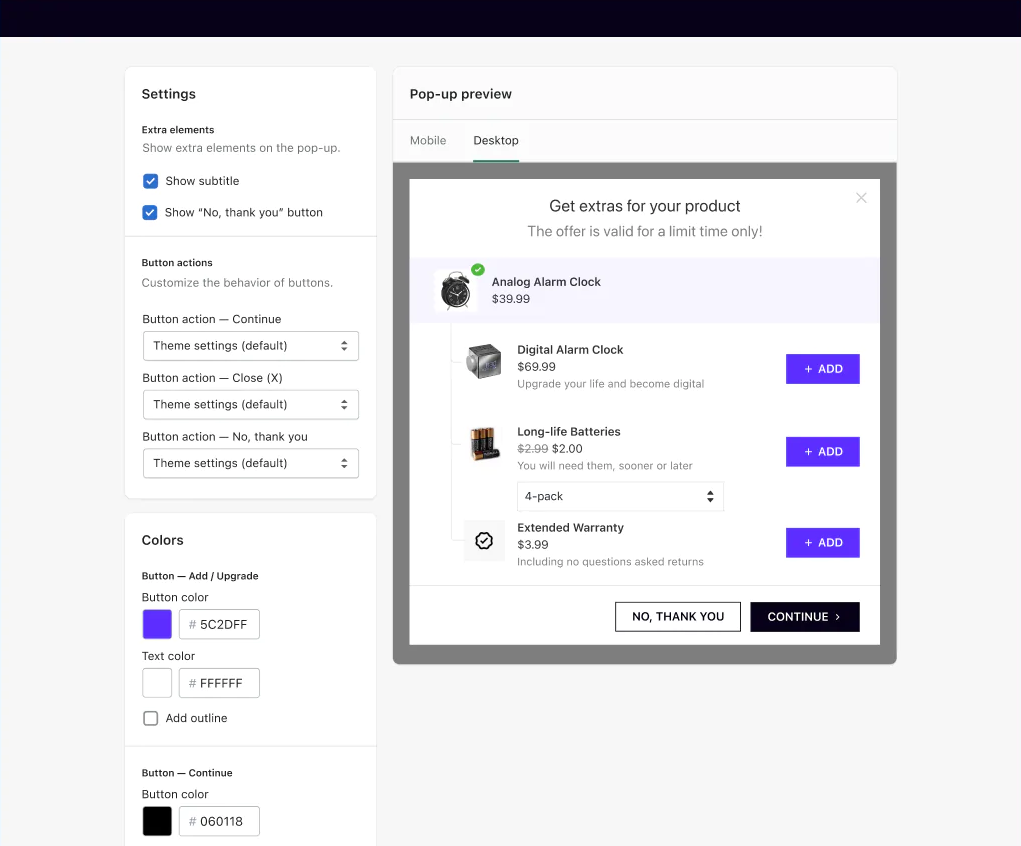 Settings
Extra elements
Show extra elements on the pop-up.
Show subtitle
Show “No, thank you” button
Button actions
Customize the behavior of buttons.
Button action — Continue
Theme settings (default)
Button action — Close (X)
Theme settings (default)
Button action — No, thank you
Theme settings (default)
Colors
Button — Add / Upgrade
Button color
# 5C2DFF
Text color
# FFFFFF
Add outline
Button — Continue
Button color
# 060118
Pop-up preview
Mobile Desktop
Get extras for your product
The offer is valid for a limit time only!
Analog Alarm Clock
$39.99
Digital Alarm Clock
$69.99
Upgrade your life and become digital
+ ADD
Long-life Batteries
$2.99 $2.00
You will need them, sooner or later
+ ADD
4-pack
Extended Warranty
$3.99
Including no questions asked returns
+ ADD
NO, THANK YOU
CONTINUE ›